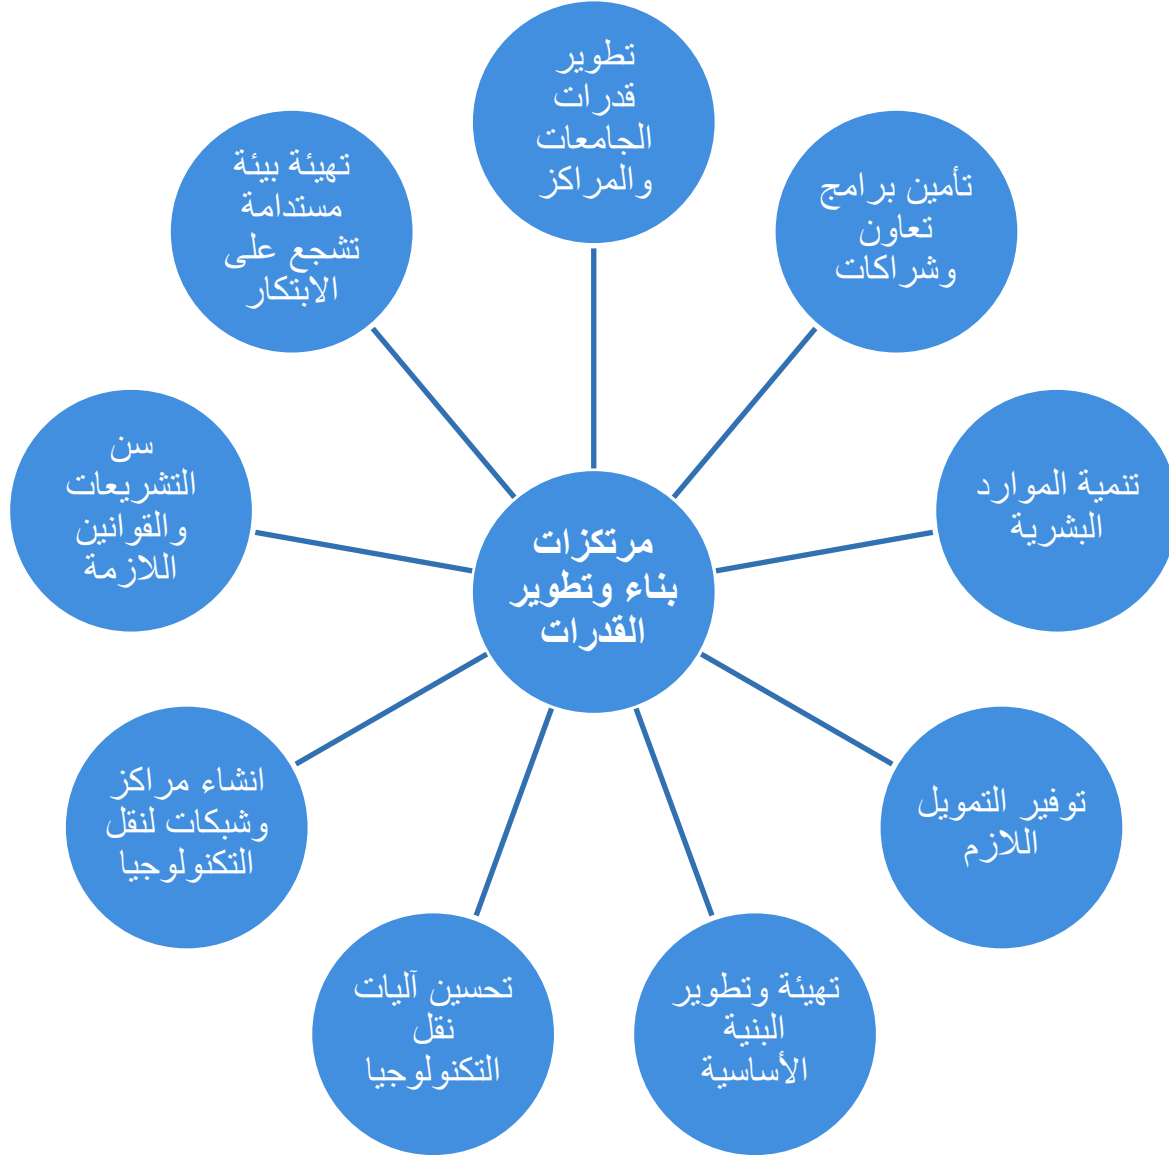 تطوير
قدرات
الجامعات
والمراكز
تأمين برامج
تعاون
وشراكات
تنمية الموارد
البشرية
توفير التمويل
اللازم
تهيئة وتطوير
البنية
الأساسية
تحسين آليات
نقل
التكنولوجيا
انشاء مراكز
وشبكات لنقل
التكنولوجيا
سن
التشريعات
والقوانين
اللازمة
تهيئة بيئة
مستدامة
تشجع على
الابتكار
مرتكزات
بناء وتطوير
القدرات